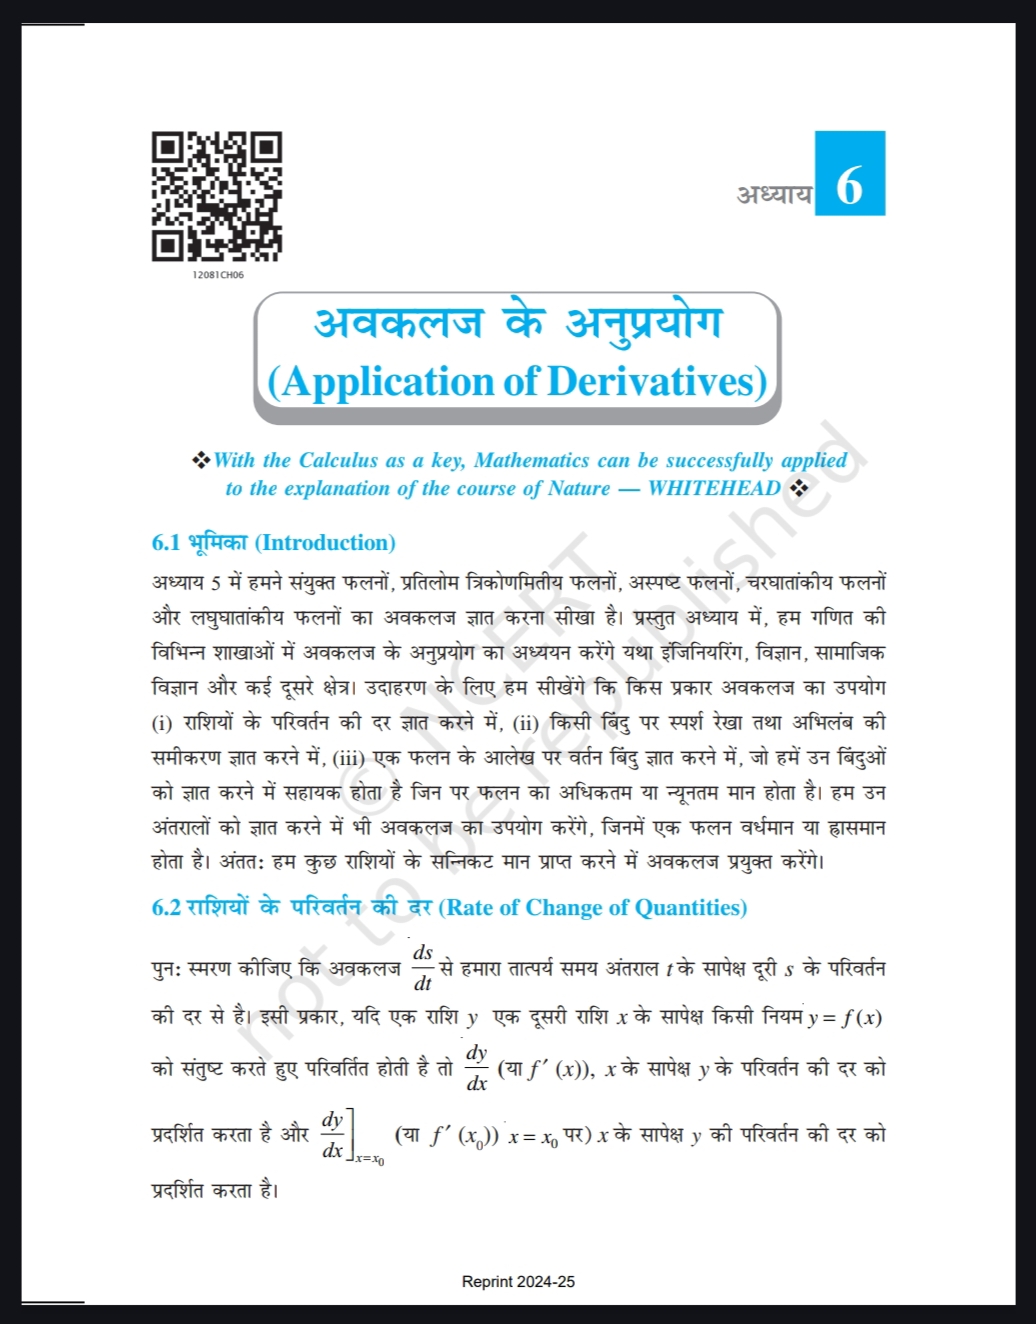 अध्याय 6
12081CH06
अवकलज के अनुप्रयोग
(Application of Derivatives)
❖ With the Calculus as a key, Mathematics can be successfully applied
to the explanation of the course of Nature — WHITEHEAD ❖
6.1 भूमिका (Introduction)
अध्याय 5 में हमने संयुक्त फलनों, प्रतिलोम त्रिकोणमितीय फलनों, अस्पष्ट फलनों, चरघातांकीय फलनों
और लघुघातांकीय फलनों का अवकलज ज्ञात करना सीखा है। प्रस्तुत अध्याय में, हम गणित की
विभिन्न शाखाओं में अवकलज के अनुप्रयोग का अध्ययन करेंगे यथा इंजिनियरिंग, विज्ञान, सामाजिक
विज्ञान और कई दूसरे क्षेत्र। उदाहरण के लिए हम सीखेंगे कि किस प्रकार अवकलज का उपयोग
(i) राशियों के परिवर्तन की दर ज्ञात करने में, (ii) किसी बिंदु पर स्पर्श रेखा तथा अभिलंब की
समीकरण ज्ञात करने में, (iii) एक फलन के आलेख पर वर्तन बिंदु ज्ञात करने में, जो हमें उन बिंदुओं
को ज्ञात करने में सहायक होता है जिन पर फलन का अधिकतम या न्यूनतम मान होता है। हम उन
अंतरालों को ज्ञात करने में भी अवकलज का उपयोग करेंगे, जिनमें एक फलन वर्धमान या ह्रासमान
होता है। अंतत: हम कुछ राशियों के सन्निकट मान प्राप्त करने में अवकलज प्रयुक्त करेंगे।
6.2 राशियों के परिवर्तन की दर (Rate of Change of Quantities)
पुन: स्मरण कीजिए कि अवकलज ds/dt से हमारा तात्पर्य समय अंतराल t के सापेक्ष दूरी s के परिवर्तन
की दर से है। इसी प्रकार, यदि एक राशि y एक दूसरी राशि x के सापेक्ष किसी नियम y = f (x)
को संतुष्ट करते हुए परिवर्तित होती है तो dy/dx (या f′ (x)), x के सापेक्ष y के परिवर्तन की दर को
प्रदर्शित करता है और dy/dx]x=x₀ (या f′ (x₀)) x = x₀ पर) x के सापेक्ष y की परिवर्तन की दर को
प्रदर्शित करता है।
© NCERT
not to be republished
Reprint 2024-25